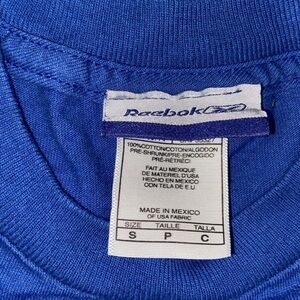 Reebok
100%COTTON/COTON/ALGODON
PRE-SHRUNK/PRE-ENCOGIDO
PRÉ-RÉTRÉCI
FAIT AU MEXIQUE
DE MATERIEL D'USA
HECHO EN MEXICO
CON TELA DE E.U.
MADE IN MEXICO
OF USA FABRIC
SIZE TAILLE TALLA
S P C